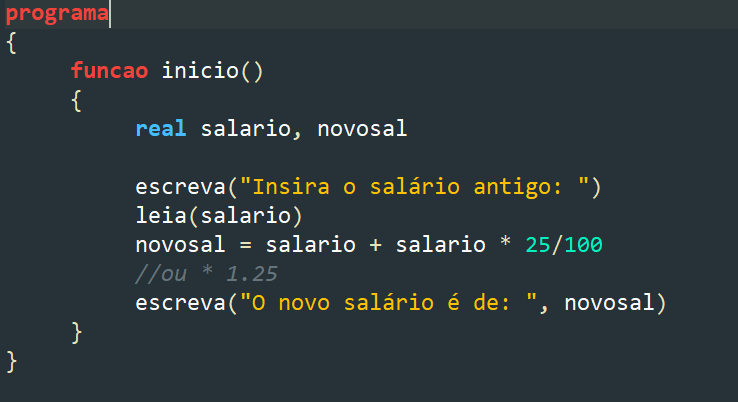 programa
{
funcao inicio()
{
real salario, novosal
escreva("Insira o salário antigo: ")
leia(salario)
novosal = salario + salario * 25/100
//ou * 1.25
escreva("O novo salário é de: ", novosal)
}
}